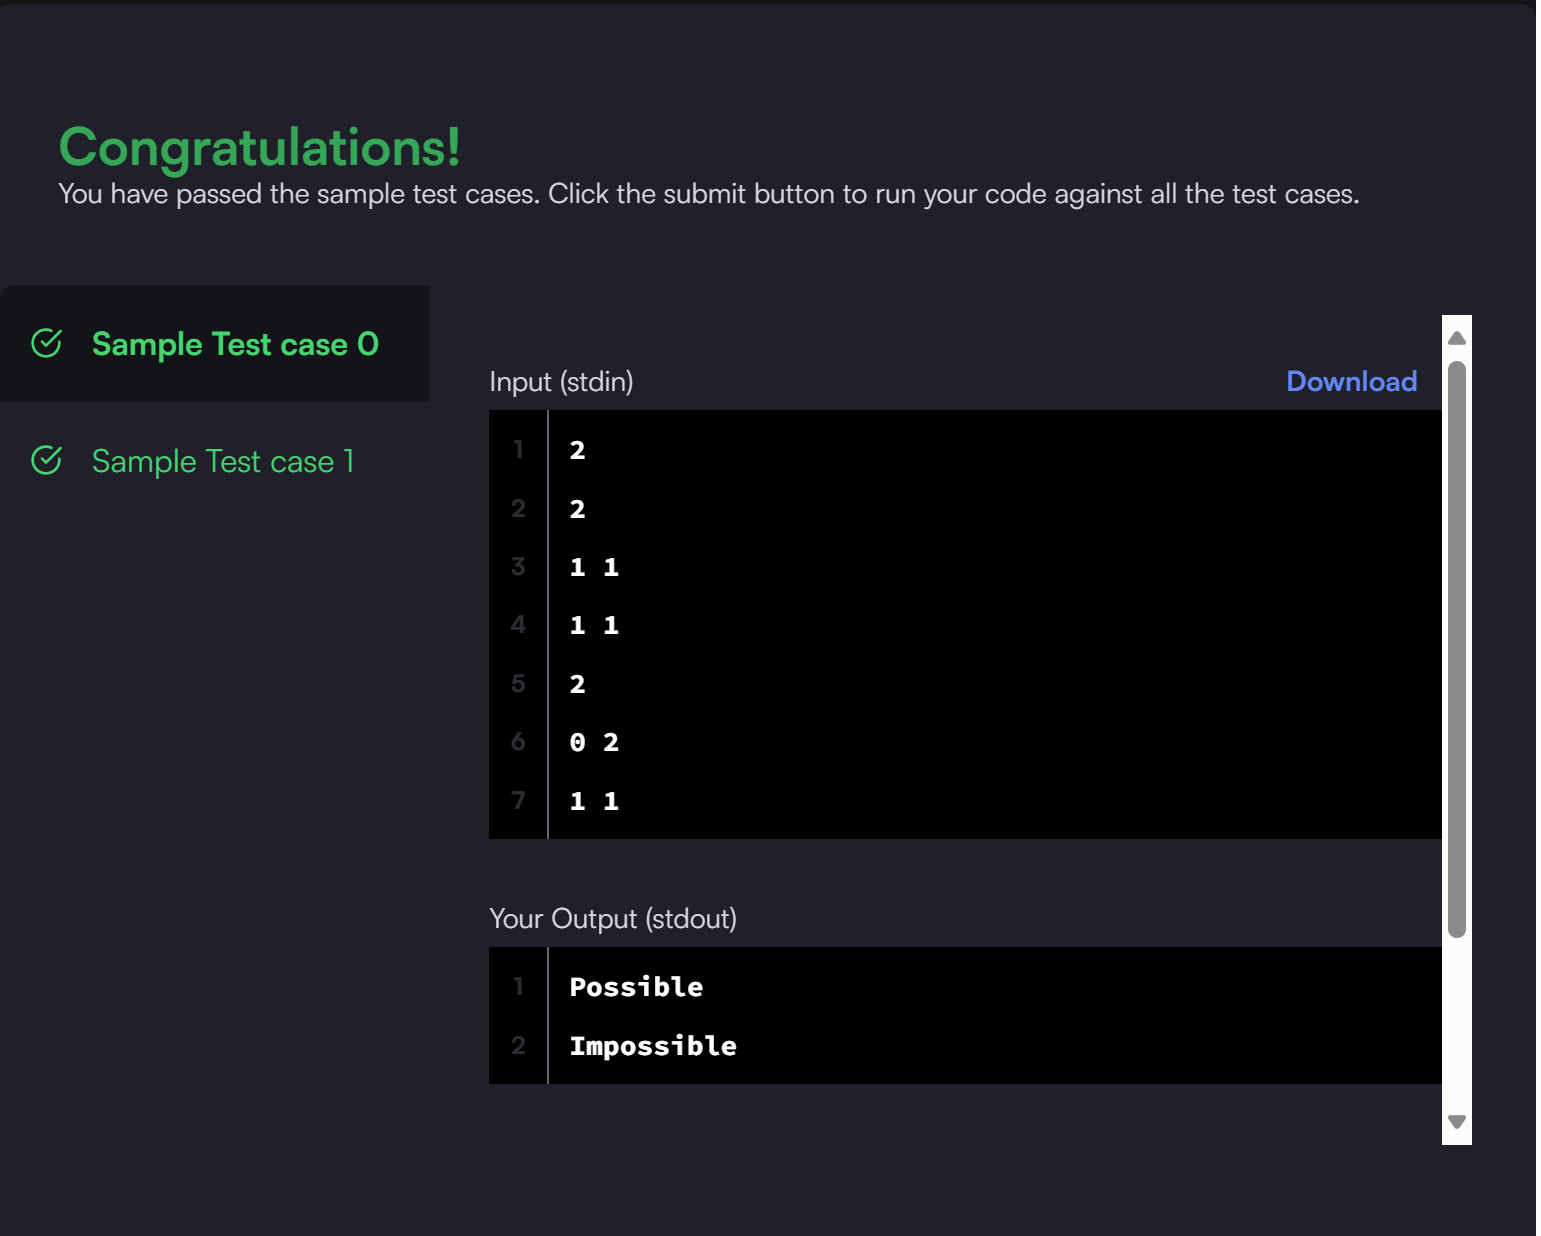 Congratulations!
You have passed the sample test cases. Click the submit button to run your code against all the test cases.
Sample Test case 0
Sample Test case 1
Input (stdin)
Download
1 2
2 2
3 1 1
4 1 1
5 2
6 0 2
7 1 1
Your Output (stdout)
1 Possible
2 Impossible